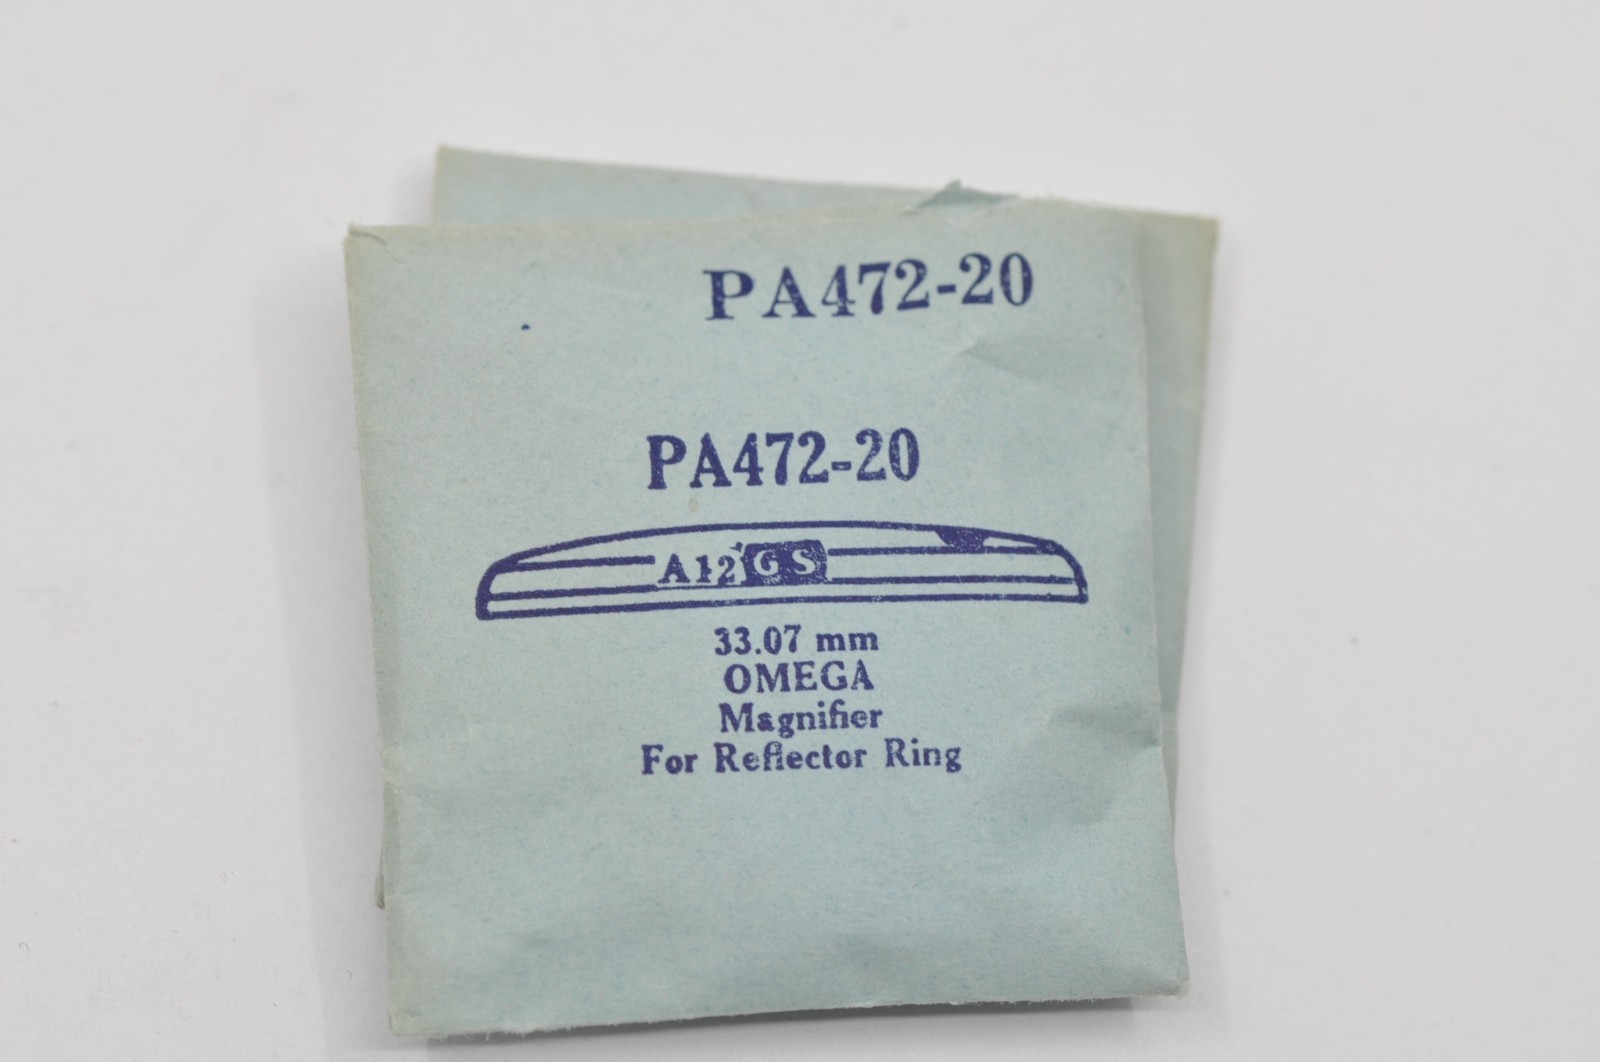 PA472-20
PA472-20
A12 GS
33.07 mm
OMEGA
Magnifier
For Reflector Ring